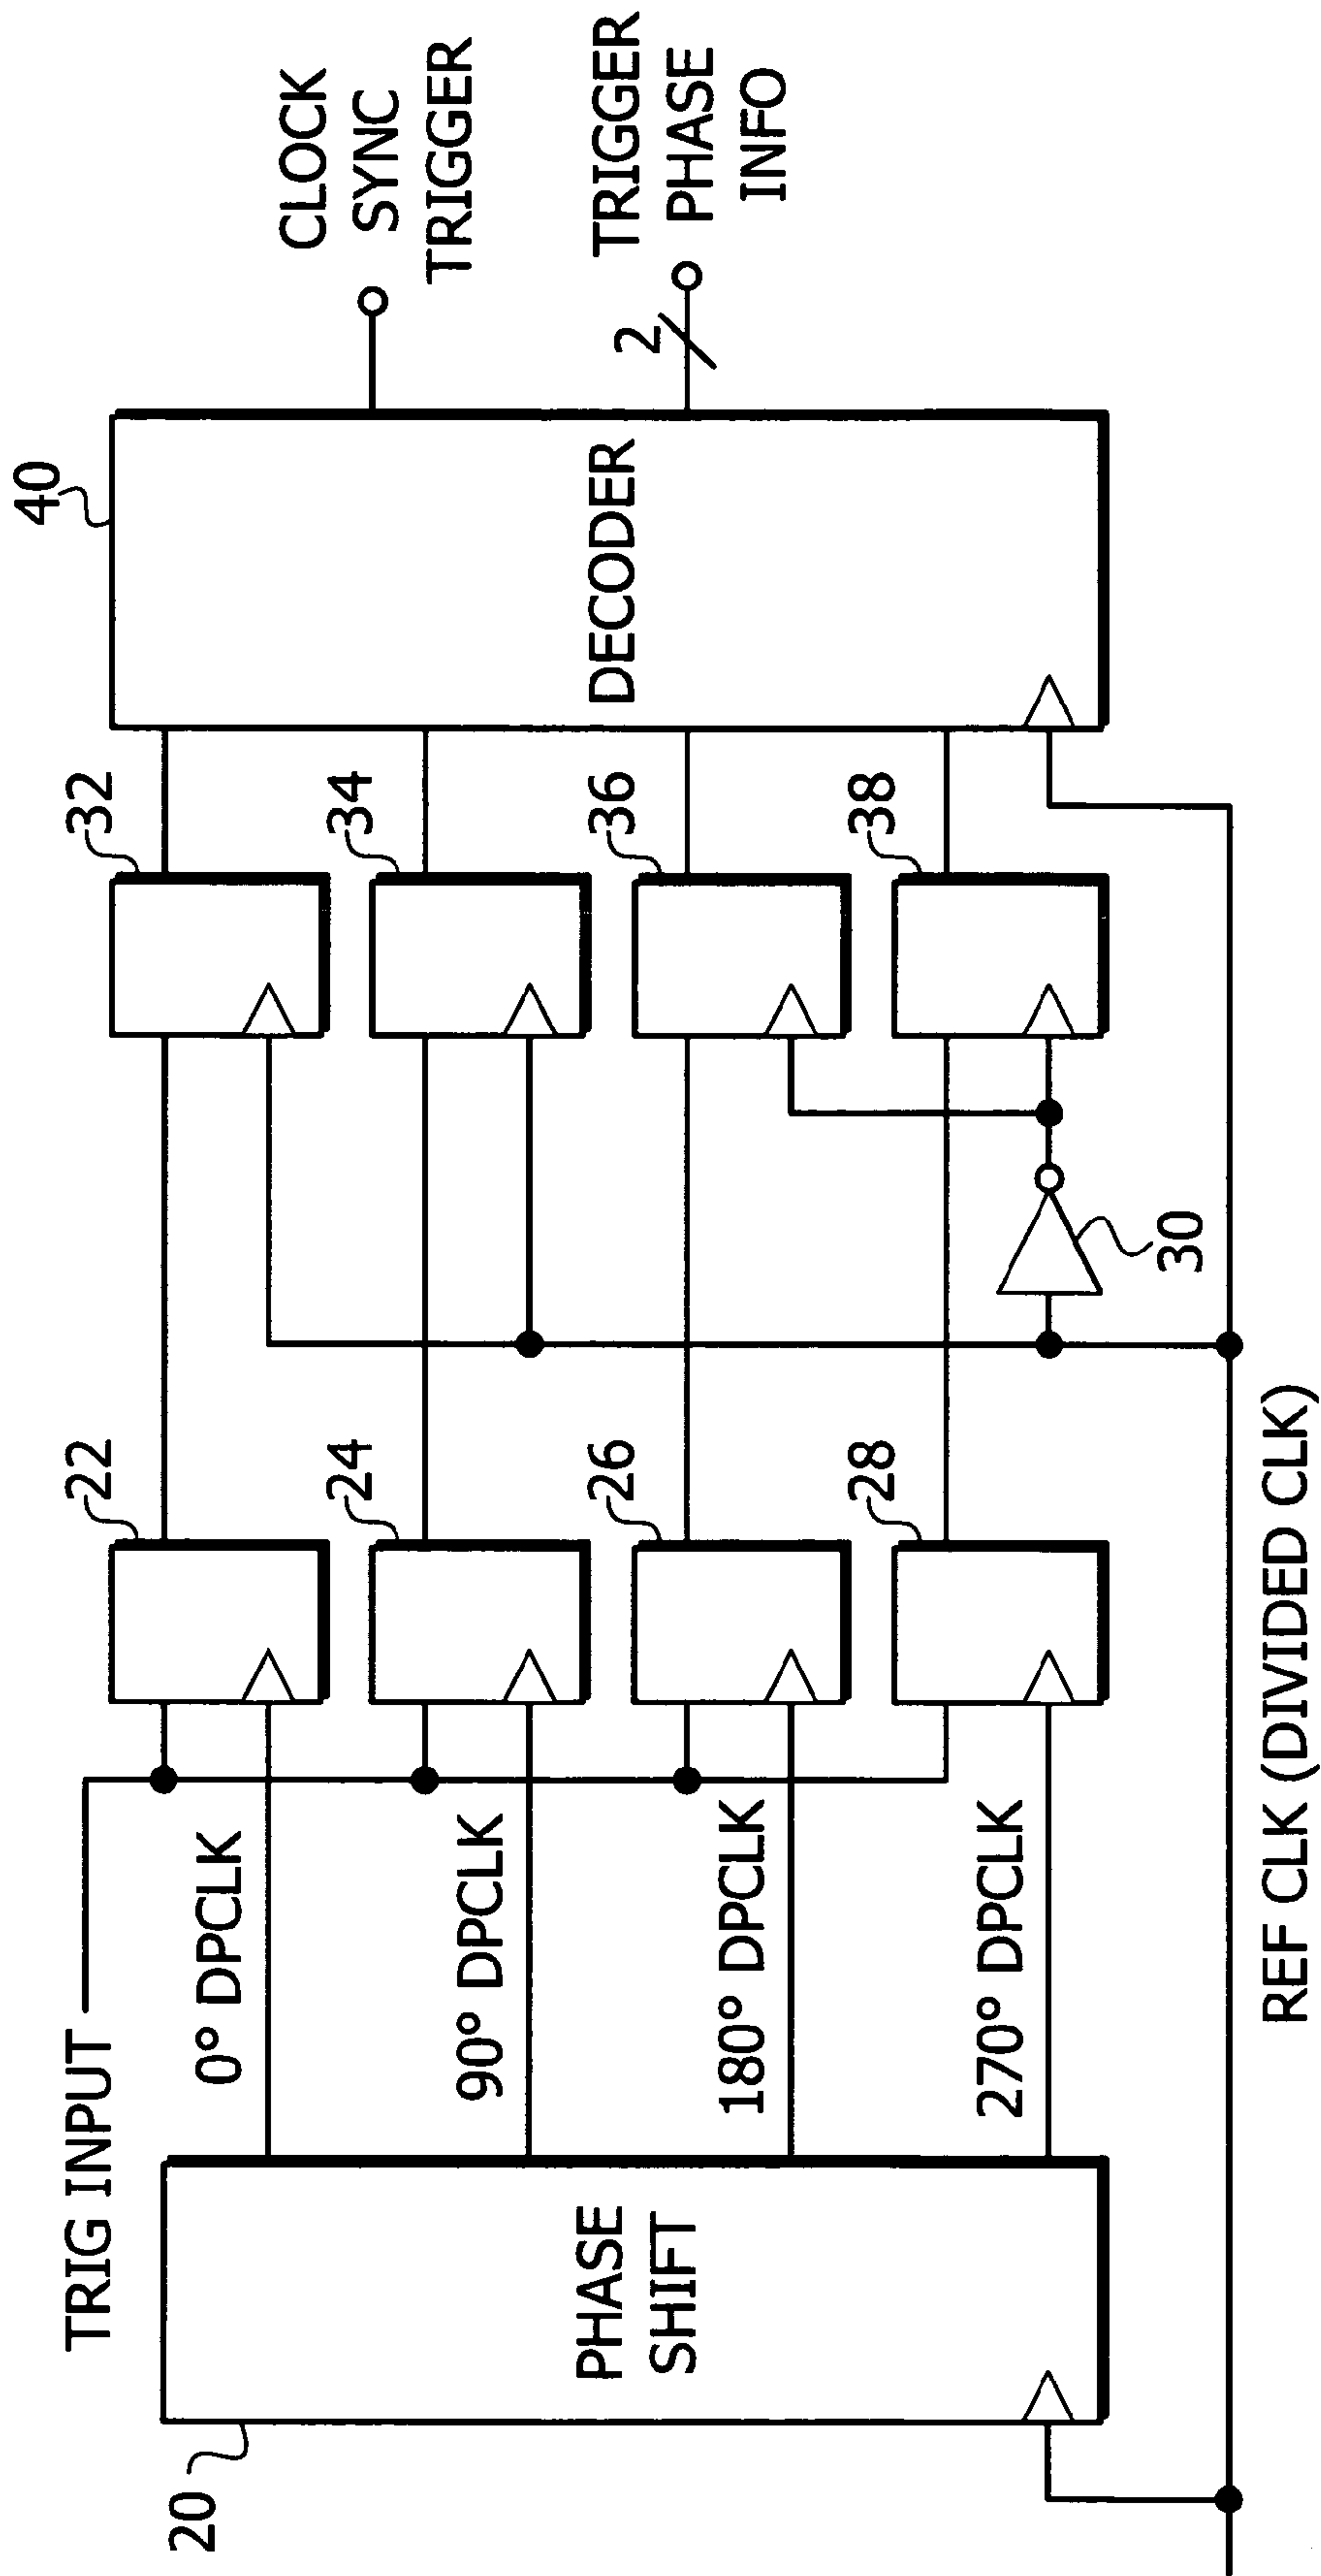 TRIG INPUT
20
PHASE
SHIFT
0° DPCLK
90° DPCLK
180° DPCLK
270° DPCLK
22
24
26
28
30
32
34
36
38
40
DECODER
CLOCK
SYNC
TRIGGER
2
TRIGGER
PHASE
INFO
REF CLK (DIVIDED CLK)